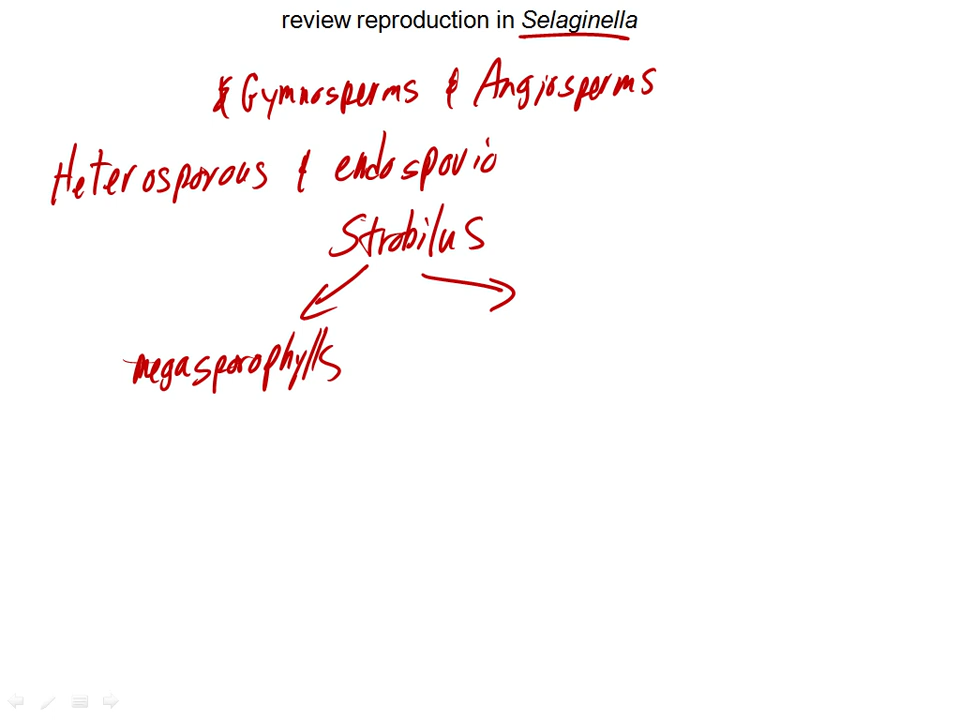 review reproduction in Selaginella
& Gymnosperms & Angiosperms
Heterosporous & endosporic
Strobilus
megasporophylls